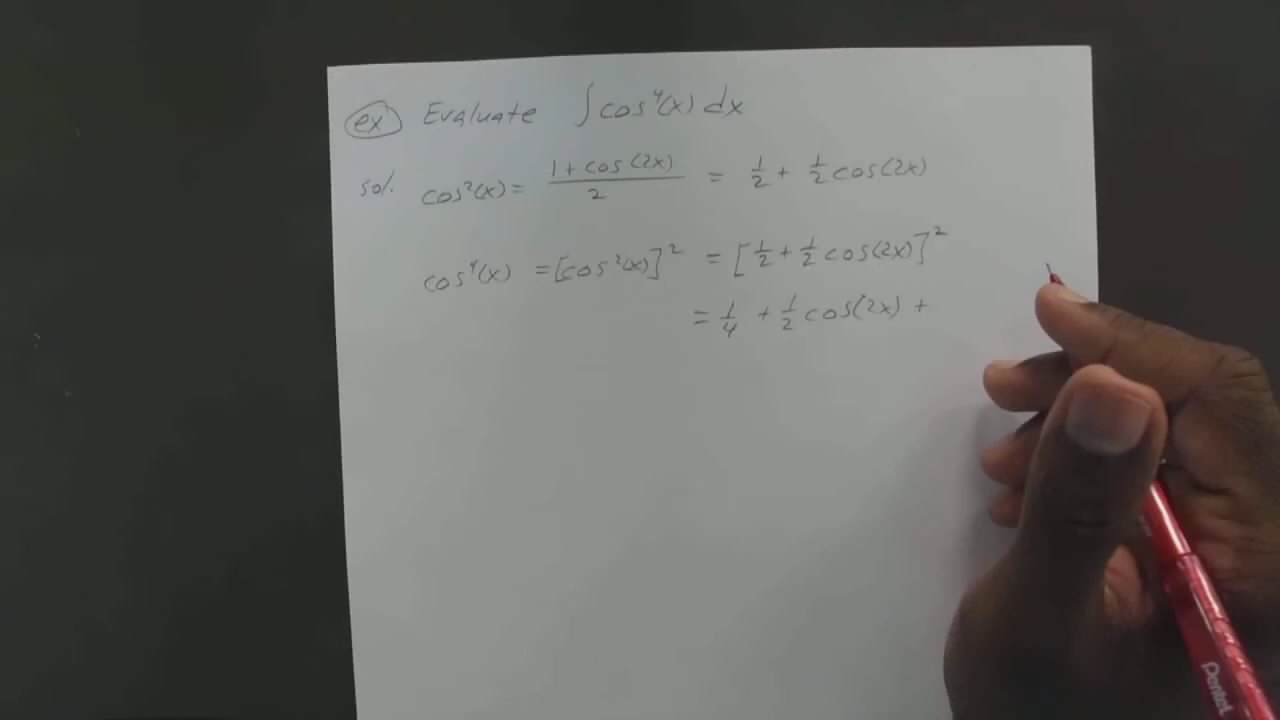 ex Evaluate ∫ cos⁴(x) dx
sol. cos²(x) = (1 + cos(2x))/2 = 1/2 + 1/2 cos(2x)
cos⁴(x) = [cos²(x)]² = [1/2 + 1/2 cos(2x)]²
= 1/4 + 1/2 cos(2x) +
Pentel